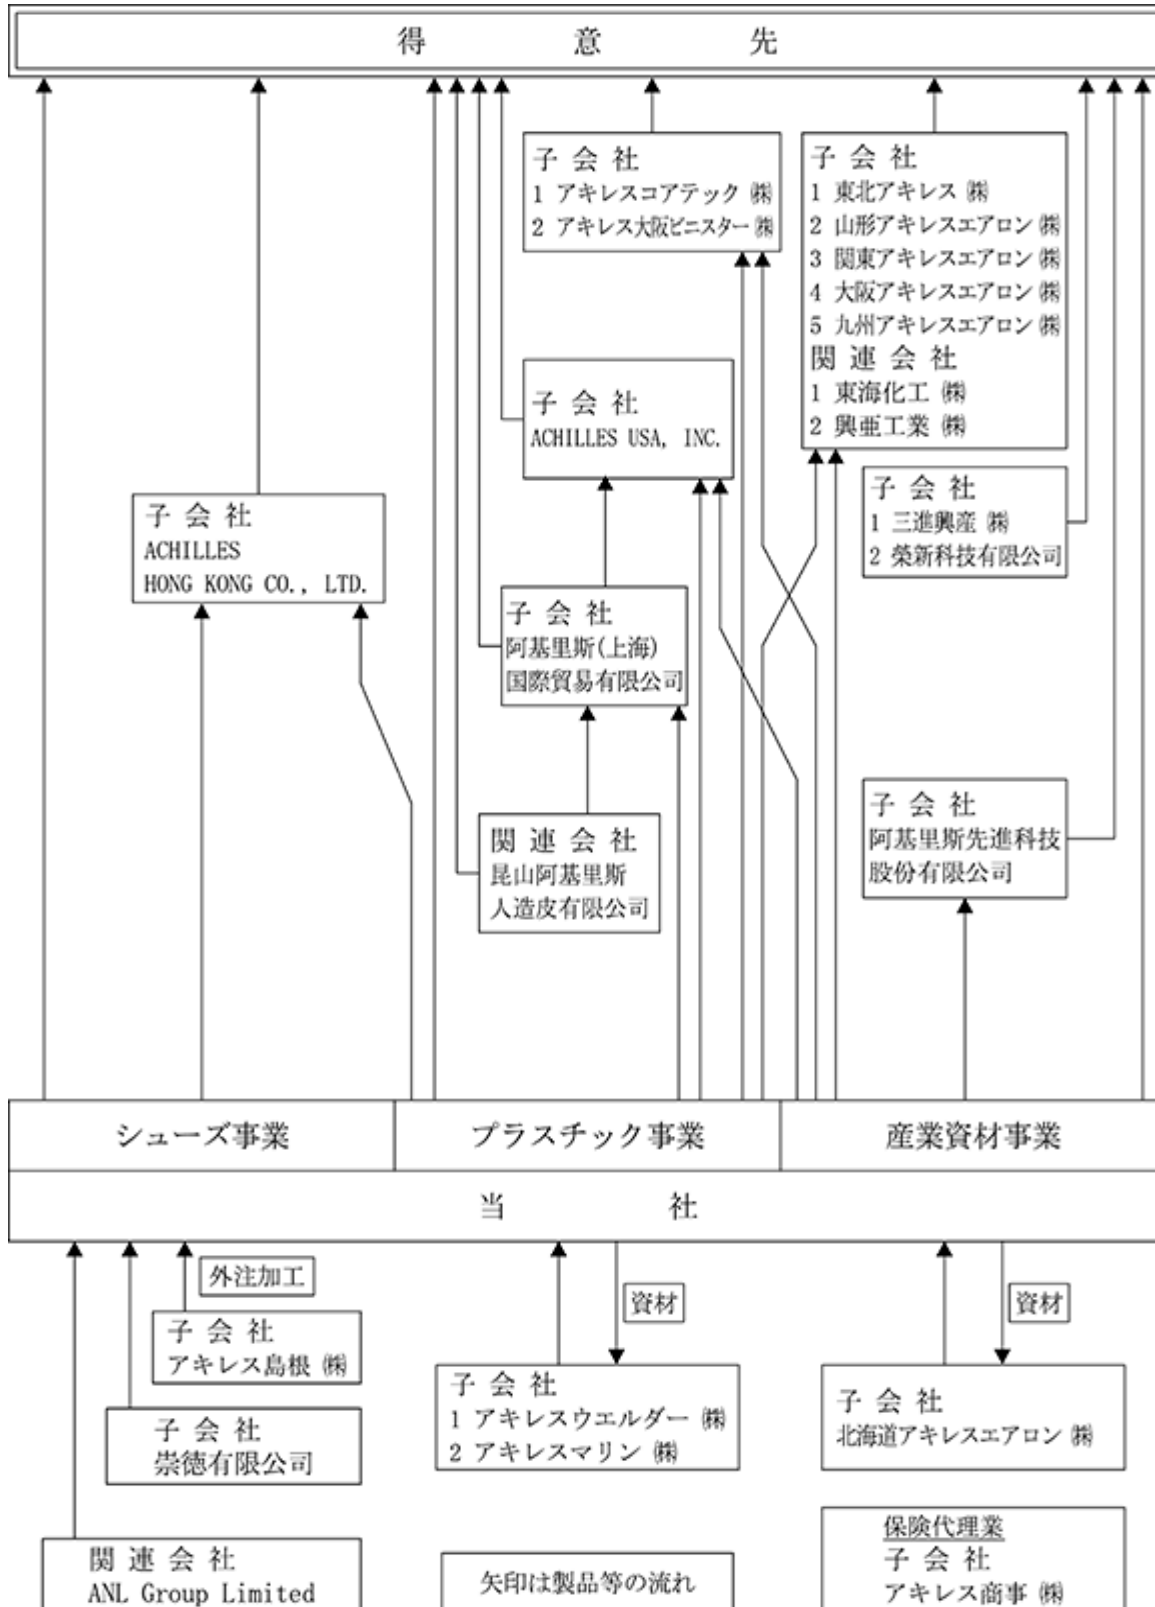 得意先
子会社
1 アキレスコアテック ㈱
2 アキレス大阪ビニスター ㈱
子会社
1 東北アキレス ㈱
2 山形アキレスエアロン ㈱
3 関東アキレスエアロン ㈱
4 大阪アキレスエアロン ㈱
5 九州アキレスエアロン ㈱
関連会社
1 東海化工 ㈱
2 興亜工業 ㈱
子会社
ACHILLES USA, INC.
子会社
1 三進興産 ㈱
2 榮新科技有限公司
子会社
ACHILLES
HONG KONG CO., LTD.
子会社
阿基里斯(上海)
国際貿易有限公司
子会社
阿基里斯先進科技
股份有限公司
関連会社
昆山阿基里斯
人造皮有限公司
シューズ事業
プラスチック事業
産業資材事業
当社
外注加工
子会社
アキレス島根 ㈱
子会社
崇徳有限公司
関連会社
ANL Group Limited
資材
子会社
1 アキレスウエルダー ㈱
2 アキレスマリン ㈱
矢印は製品等の流れ
資材
子会社
北海道アキレスエアロン ㈱
保険代理業
子会社
アキレス商事 ㈱